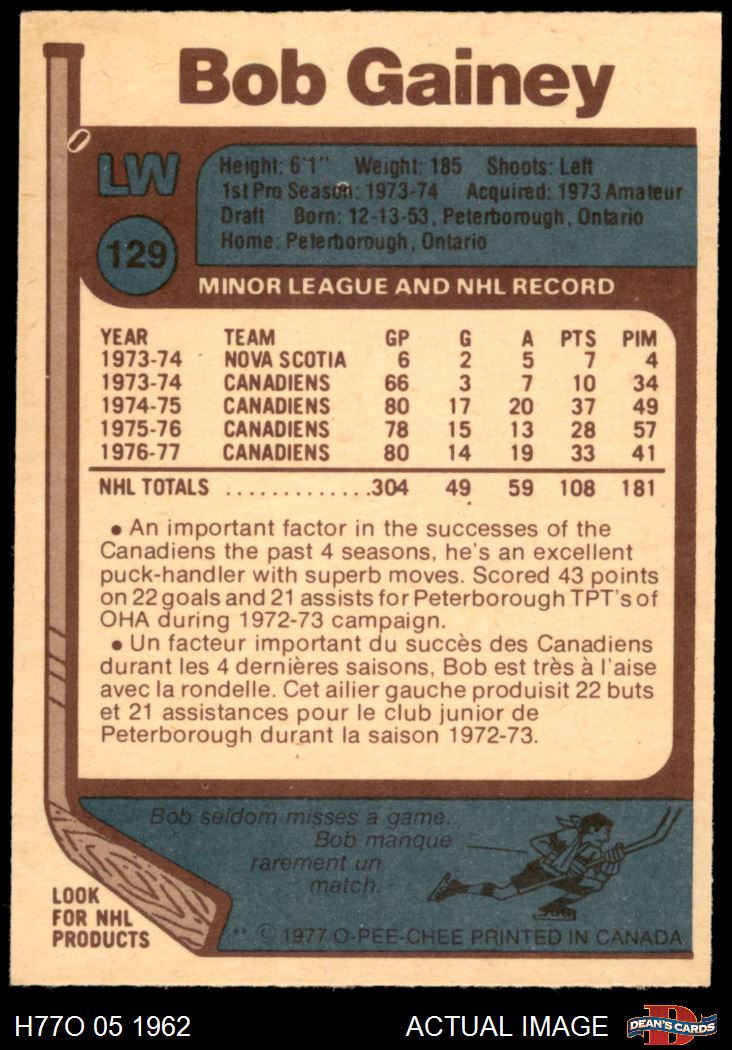 Bob Gainey
LW
129
Height: 6'1" Weight: 185 Shoots: Left
1st Pro Season: 1973-74 Acquired: 1973 Amateur
Draft Born: 12-13-53, Peterborough, Ontario
Home: Peterborough, Ontario
MINOR LEAGUE AND NHL RECORD
YEAR TEAM GP G A PTS PIM
1973-74 NOVA SCOTIA 6 2 5 7 4
1973-74 CANADIENS 66 3 7 10 34
1974-75 CANADIENS 80 17 20 37 49
1975-76 CANADIENS 78 15 13 28 57
1976-77 CANADIENS 80 14 19 33 41
NHL TOTALS .............304 49 59 108 181
• An important factor in the successes of the
Canadiens the past 4 seasons, he's an excellent
puck-handler with superb moves. Scored 43 points
on 22 goals and 21 assists for Peterborough TPT's of
OHA during 1972-73 campaign.
• Un facteur important du succès des Canadiens
durant les 4 dernières saisons, Bob est très à l'aise
avec la rondelle. Cet ailier gauche produisit 22 buts
et 21 assistances pour le club junior de
Peterborough durant la saison 1972-73.
Bob seldom misses a game.
Bob manque
rarement un
match.
LOOK
FOR NHL
PRODUCTS
** © 1977 O-PEE-CHEE PRINTED IN CANADA
H77O 05 1962
ACTUAL IMAGE
D
DEAN'S CARDS